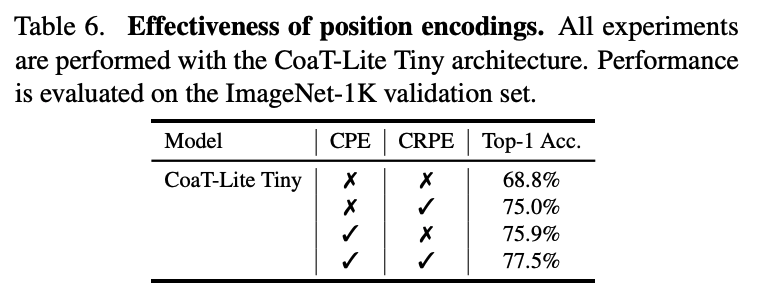 Table 6. Effectiveness of position encodings. All experiments
are performed with the CoaT-Lite Tiny architecture. Performance
is evaluated on the ImageNet-1K validation set.
Model CPE CRPE Top-1 Acc.
CoaT-Lite Tiny ✗ ✗ 68.8%
✗ ✓ 75.0%
✓ ✗ 75.9%
✓ ✓ 77.5%